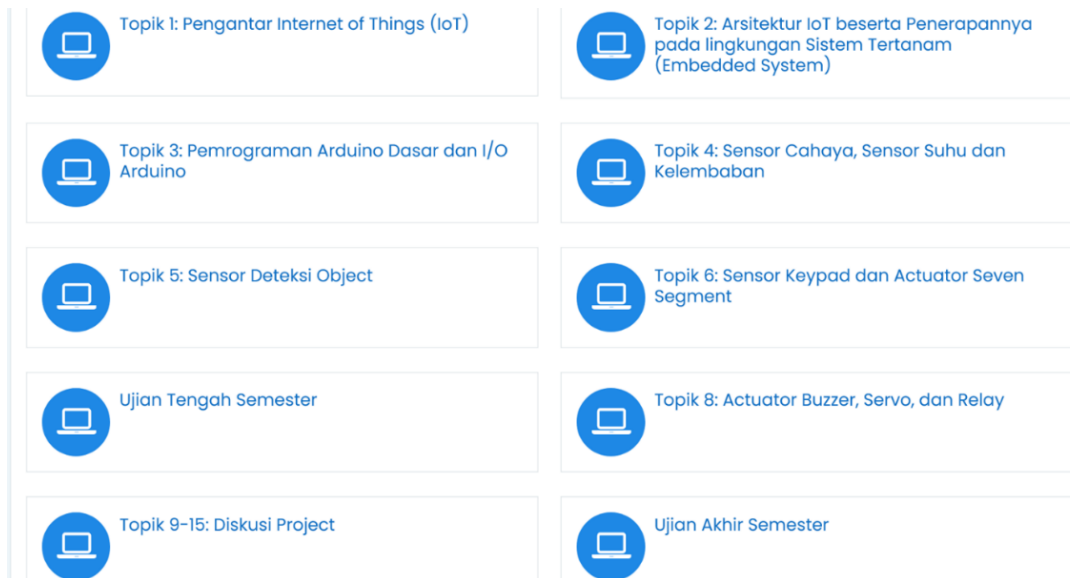 Topik 1: Pengantar Internet of Things (IoT)
Topik 2: Arsitektur IoT beserta Penerapannya
pada lingkungan Sistem Tertanam
(Embedded System)
Topik 3: Pemrograman Arduino Dasar dan I/O
Arduino
Topik 4: Sensor Cahaya, Sensor Suhu dan
Kelembaban
Topik 5: Sensor Deteksi Object
Topik 6: Sensor Keypad dan Actuator Seven
Segment
Ujian Tengah Semester
Topik 8: Actuator Buzzer, Servo, dan Relay
Topik 9-15: Diskusi Project
Ujian Akhir Semester